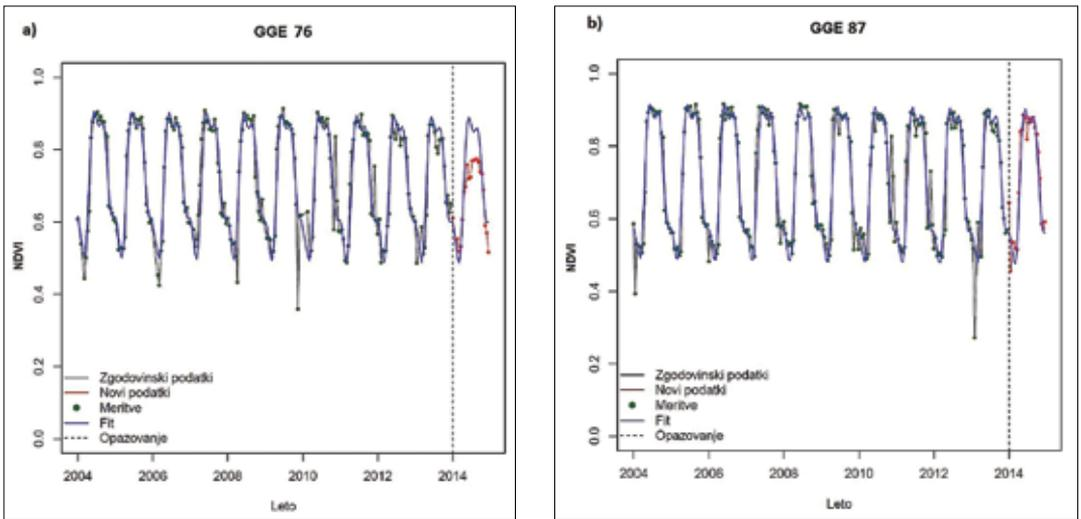 a)
GGE 76
NDVI
1.0
0.8
0.6
0.4
0.2
0.0
Zgodovinski podatki
Novi podatki
Meritve
Fit
Opazovanje
2004 2006 2008 2010 2012 2014
Leto
b)
GGE 87
NDVI
1.0
0.8
0.6
0.4
0.2
0.0
Zgodovinski podatki
Novi podatki
Meritve
Fit
Opazovanje
2004 2006 2008 2010 2012 2014
Leto